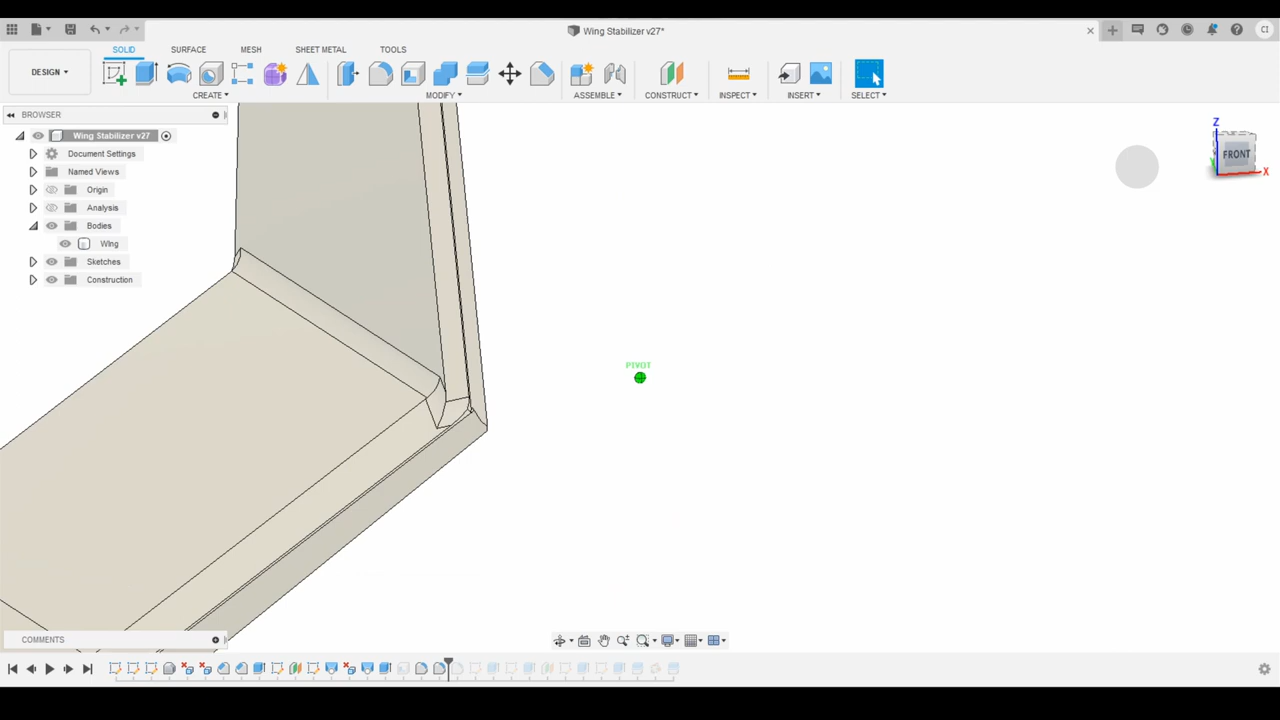 Wing Stabilizer v27*
CI
DESIGN
SOLID
SURFACE
MESH
SHEET METAL
TOOLS
CREATE
MODIFY
ASSEMBLE
CONSTRUCT
INSPECT
INSERT
SELECT
BROWSER
Wing Stabilizer v27
Document Settings
Named Views
Origin
Analysis
Bodies
Wing
Sketches
Construction
Z
FRONT
X
PIVOT
COMMENTS